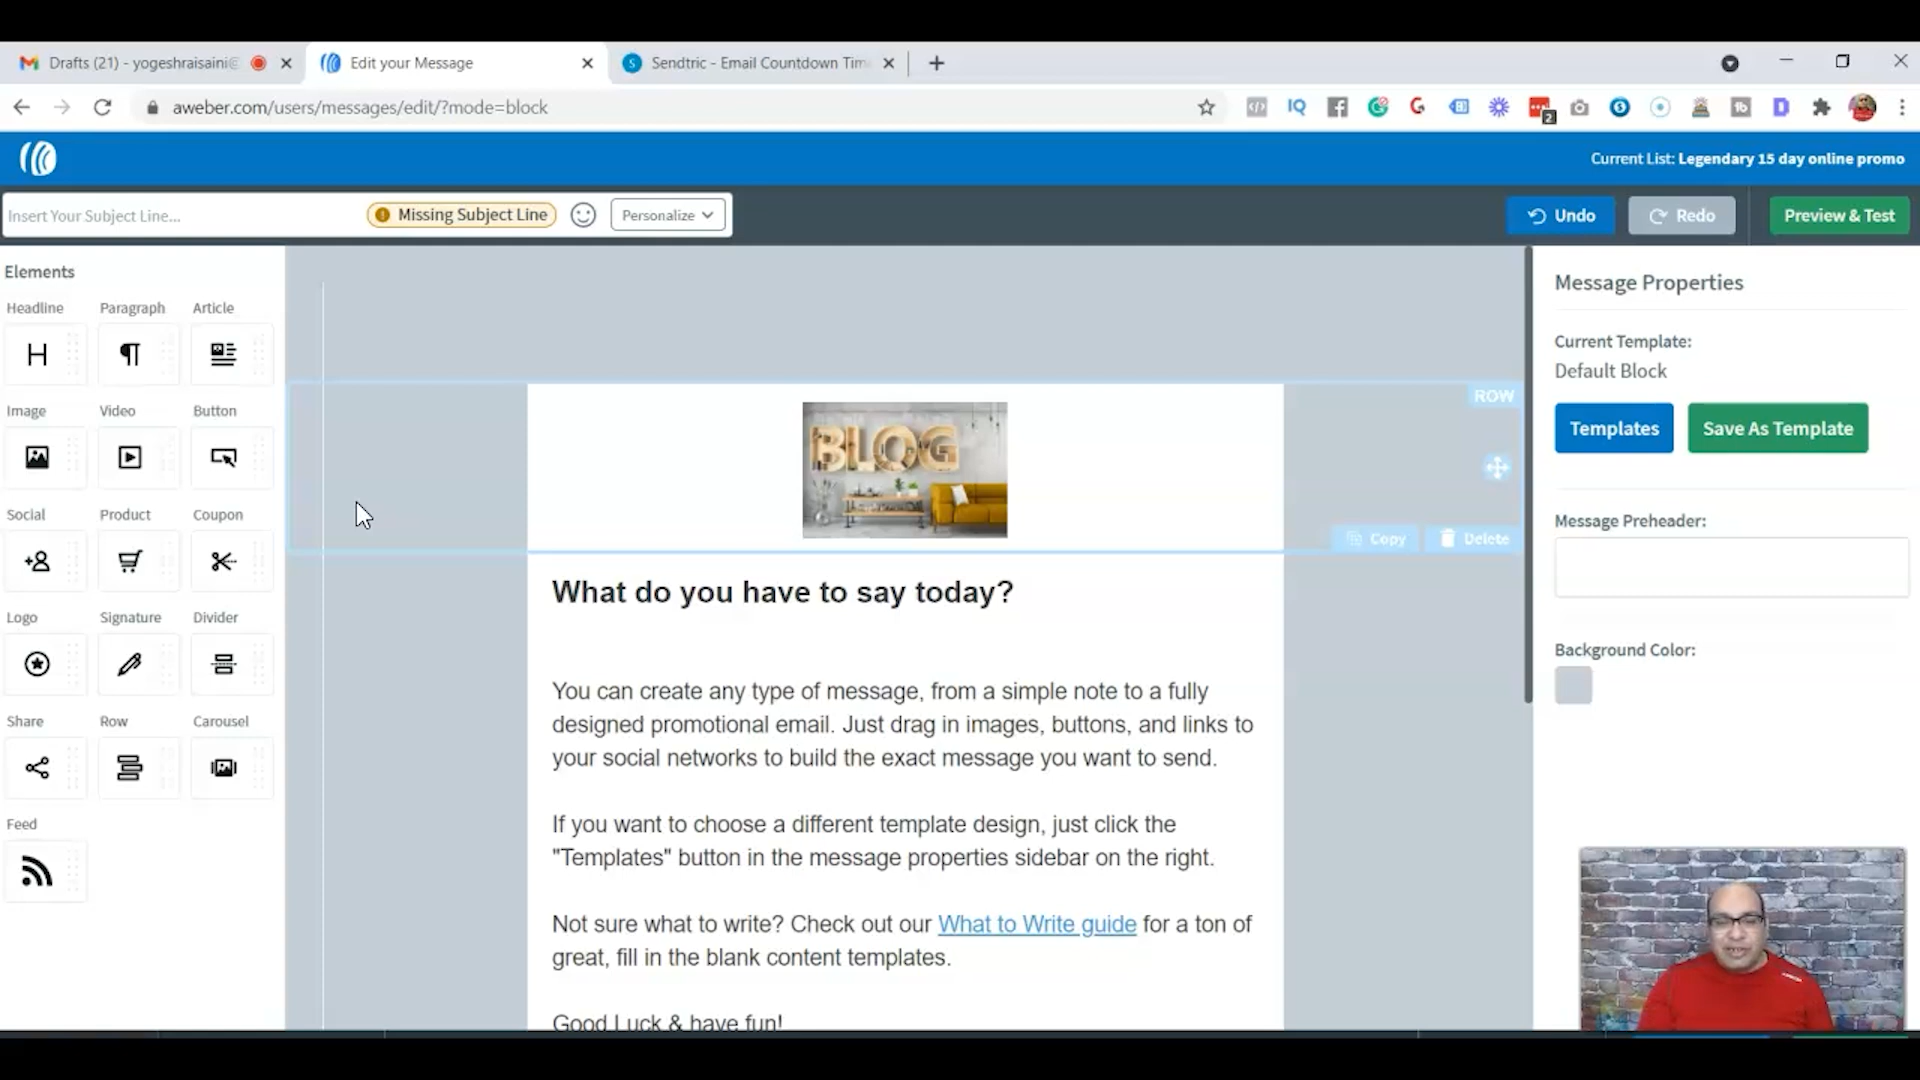 Drafts (21) - yogeshraisaini@
Edit your Message
Sendtric - Email Countdown Tim
aweber.com/users/messages/edit/?mode=block
IQ
2
Current List: Legendary 15 day online promo
Insert Your Subject Line...
Missing Subject Line
Personalize
Undo
Redo
Preview & Test
Elements
Headline
Paragraph
Article
Image
Video
Button
Social
Product
Coupon
Logo
Signature
Divider
Share
Row
Carousel
Feed
ROW
BLOG
Copy
Delete
What do you have to say today?
You can create any type of message, from a simple note to a fully
designed promotional email. Just drag in images, buttons, and links to
your social networks to build the exact message you want to send.
If you want to choose a different template design, just click the
"Templates" button in the message properties sidebar on the right.
Not sure what to write? Check out our What to Write guide for a ton of
great, fill in the blank content templates.
Good Luck & have fun!
Message Properties
Current Template:
Default Block
Templates
Save As Template
Message Preheader:
Background Color: